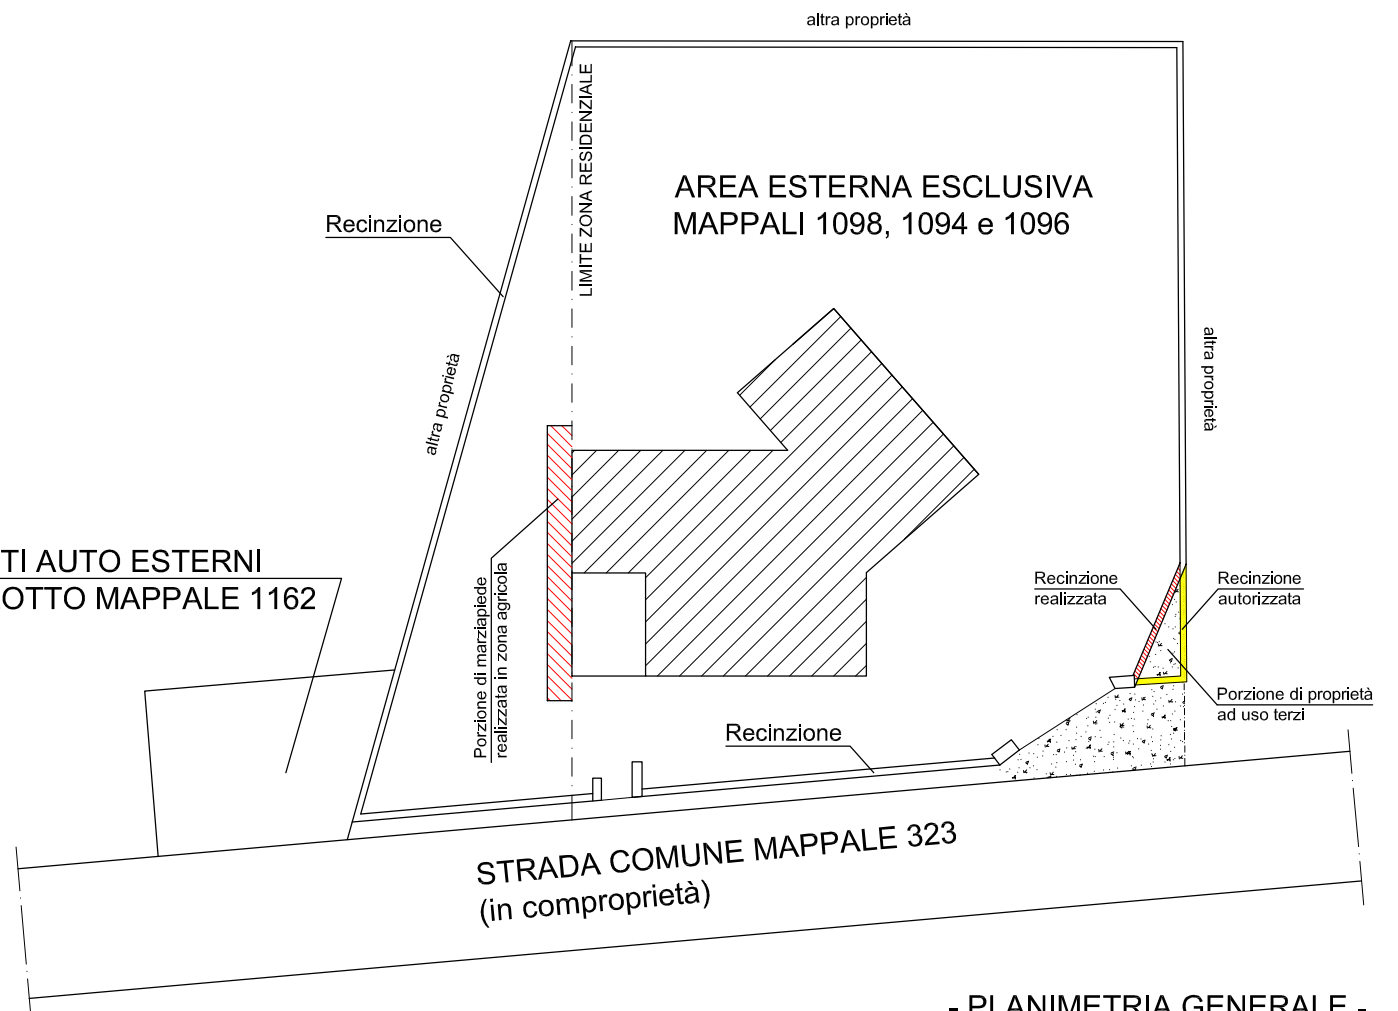 altra proprietà
LIMITE ZONA RESIDENZIALE
AREA ESTERNA ESCLUSIVA
MAPPALI 1098, 1094 e 1096
Recinzione
altra proprietà
altra proprietà
TI AUTO ESTERNI
OTTO MAPPALE 1162
Porzione di marziapiede
realizzata in zona agricola
Recinzione
realizzata
Recinzione
autorizzata
Porzione di proprietà
ad uso terzi
Recinzione
STRADA COMUNE MAPPALE 323
(in comproprietà)
- PLANIMETRIA GENERALE -